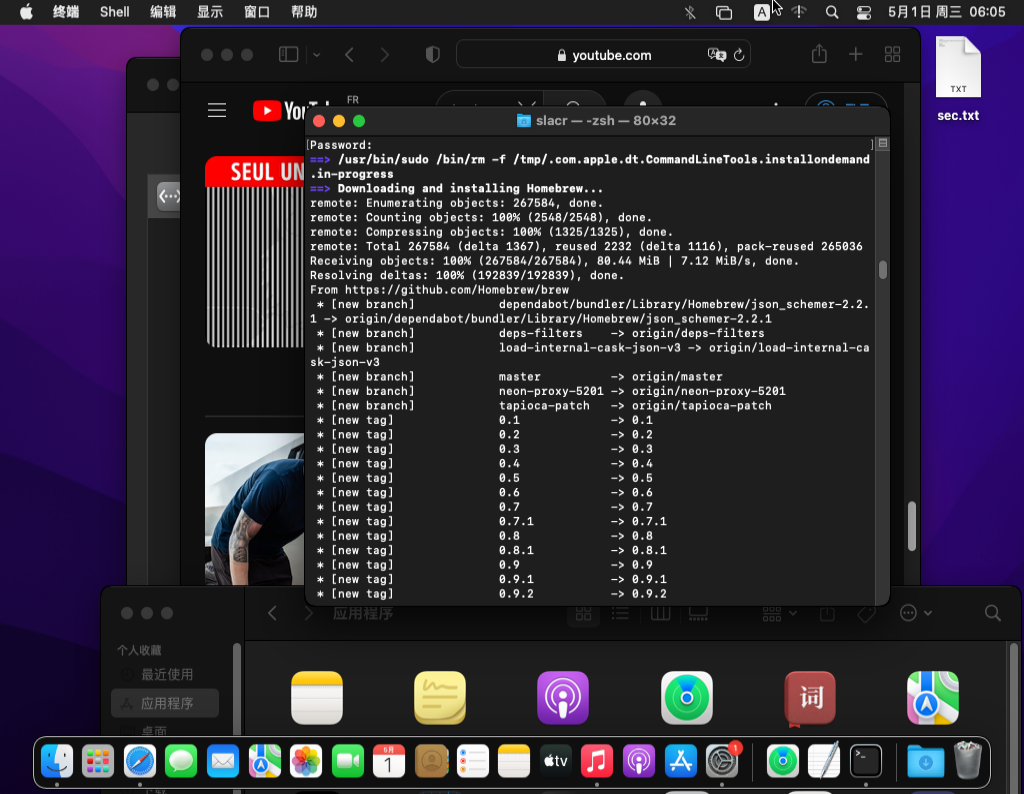 终端 Shell 编辑 显示 窗口 帮助 A 5月1日 周三 06:05
youtube.com
TXT
sec.txt
FR
SEUL UN
slacr — -zsh — 80×32
[Password: ]
==> /usr/bin/sudo /bin/rm -f /tmp/.com.apple.dt.CommandLineTools.installondemand
.in-progress
==> Downloading and installing Homebrew...
remote: Enumerating objects: 267584, done.
remote: Counting objects: 100% (2548/2548), done.
remote: Compressing objects: 100% (1325/1325), done.
remote: Total 267584 (delta 1367), reused 2232 (delta 1116), pack-reused 265036
Receiving objects: 100% (267584/267584), 80.44 MiB | 7.12 MiB/s, done.
Resolving deltas: 100% (192839/192839), done.
From https://github.com/Homebrew/brew
* [new branch] dependabot/bundler/Library/Homebrew/json_schemer-2.2.
1 -> origin/dependabot/bundler/Library/Homebrew/json_schemer-2.2.1
* [new branch] deps-filters -> origin/deps-filters
* [new branch] load-internal-cask-json-v3 -> origin/load-internal-ca
sk-json-v3
* [new branch] master -> origin/master
* [new branch] neon-proxy-5201 -> origin/neon-proxy-5201
* [new branch] tapioca-patch -> origin/tapioca-patch
* [new tag] 0.1 -> 0.1
* [new tag] 0.2 -> 0.2
* [new tag] 0.3 -> 0.3
* [new tag] 0.4 -> 0.4
* [new tag] 0.5 -> 0.5
* [new tag] 0.6 -> 0.6
* [new tag] 0.7 -> 0.7
* [new tag] 0.7.1 -> 0.7.1
* [new tag] 0.8 -> 0.8
* [new tag] 0.8.1 -> 0.8.1
* [new tag] 0.9 -> 0.9
* [new tag] 0.9.1 -> 0.9.1
* [new tag] 0.9.2 -> 0.9.2
应用程序
个人收藏
最近使用
应用程序
桌面
词
5月
1
tv
1